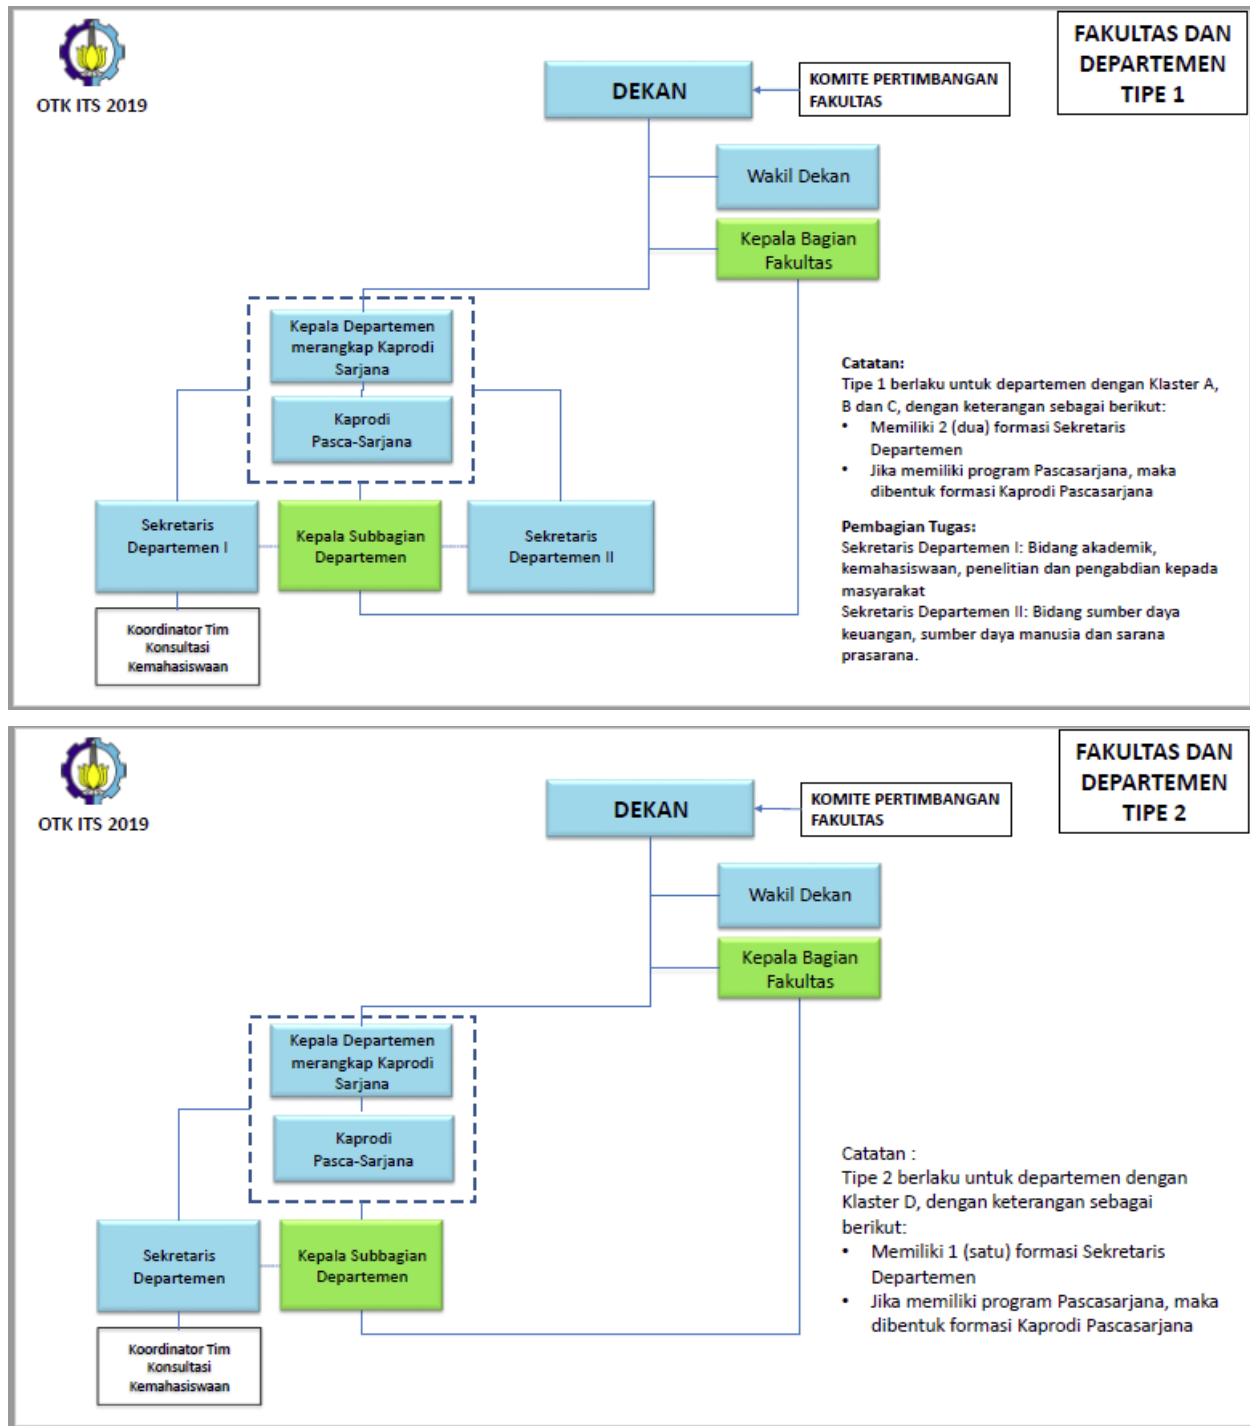 FAKULTAS DAN
DEPARTEMEN
TIPE 1
OTK ITS 2019
DEKAN
KOMITE PERTIMBANGAN
FAKULTAS
Wakil Dekan
Kepala Bagian
Fakultas
Kepala Departemen
merangkap Kaprodi
Sarjana
Kaprodi
Pasca-Sarjana
Sekretaris
Departemen I
Kepala Subbagian
Departemen
Sekretaris
Departemen II
Koordinator Tim
Konsultasi
Kemahasiswaan
Catatan:
Tipe 1 berlaku untuk departemen dengan Klaster A,
B dan C, dengan keterangan sebagai berikut:
• Memiliki 2 (dua) formasi Sekretaris
Departemen
• Jika memiliki program Pascasarjana, maka
dibentuk formasi Kaprodi Pascasarjana
Pembagian Tugas:
Sekretaris Departemen I: Bidang akademik,
kemahasiswaan, penelitian dan pengabdian kepada
masyarakat
Sekretaris Departemen II: Bidang sumber daya
keuangan, sumber daya manusia dan sarana
prasarana.
FAKULTAS DAN
DEPARTEMEN
TIPE 2
OTK ITS 2019
DEKAN
KOMITE PERTIMBANGAN
FAKULTAS
Wakil Dekan
Kepala Bagian
Fakultas
Kepala Departemen
merangkap Kaprodi
Sarjana
Kaprodi
Pasca-Sarjana
Sekretaris
Departemen
Kepala Subbagian
Departemen
Koordinator Tim
Konsultasi
Kemahasiswaan
Catatan :
Tipe 2 berlaku untuk departemen dengan
Klaster D, dengan keterangan sebagai
berikut:
• Memiliki 1 (satu) formasi Sekretaris
Departemen
• Jika memiliki program Pascasarjana, maka
dibentuk formasi Kaprodi Pascasarjana